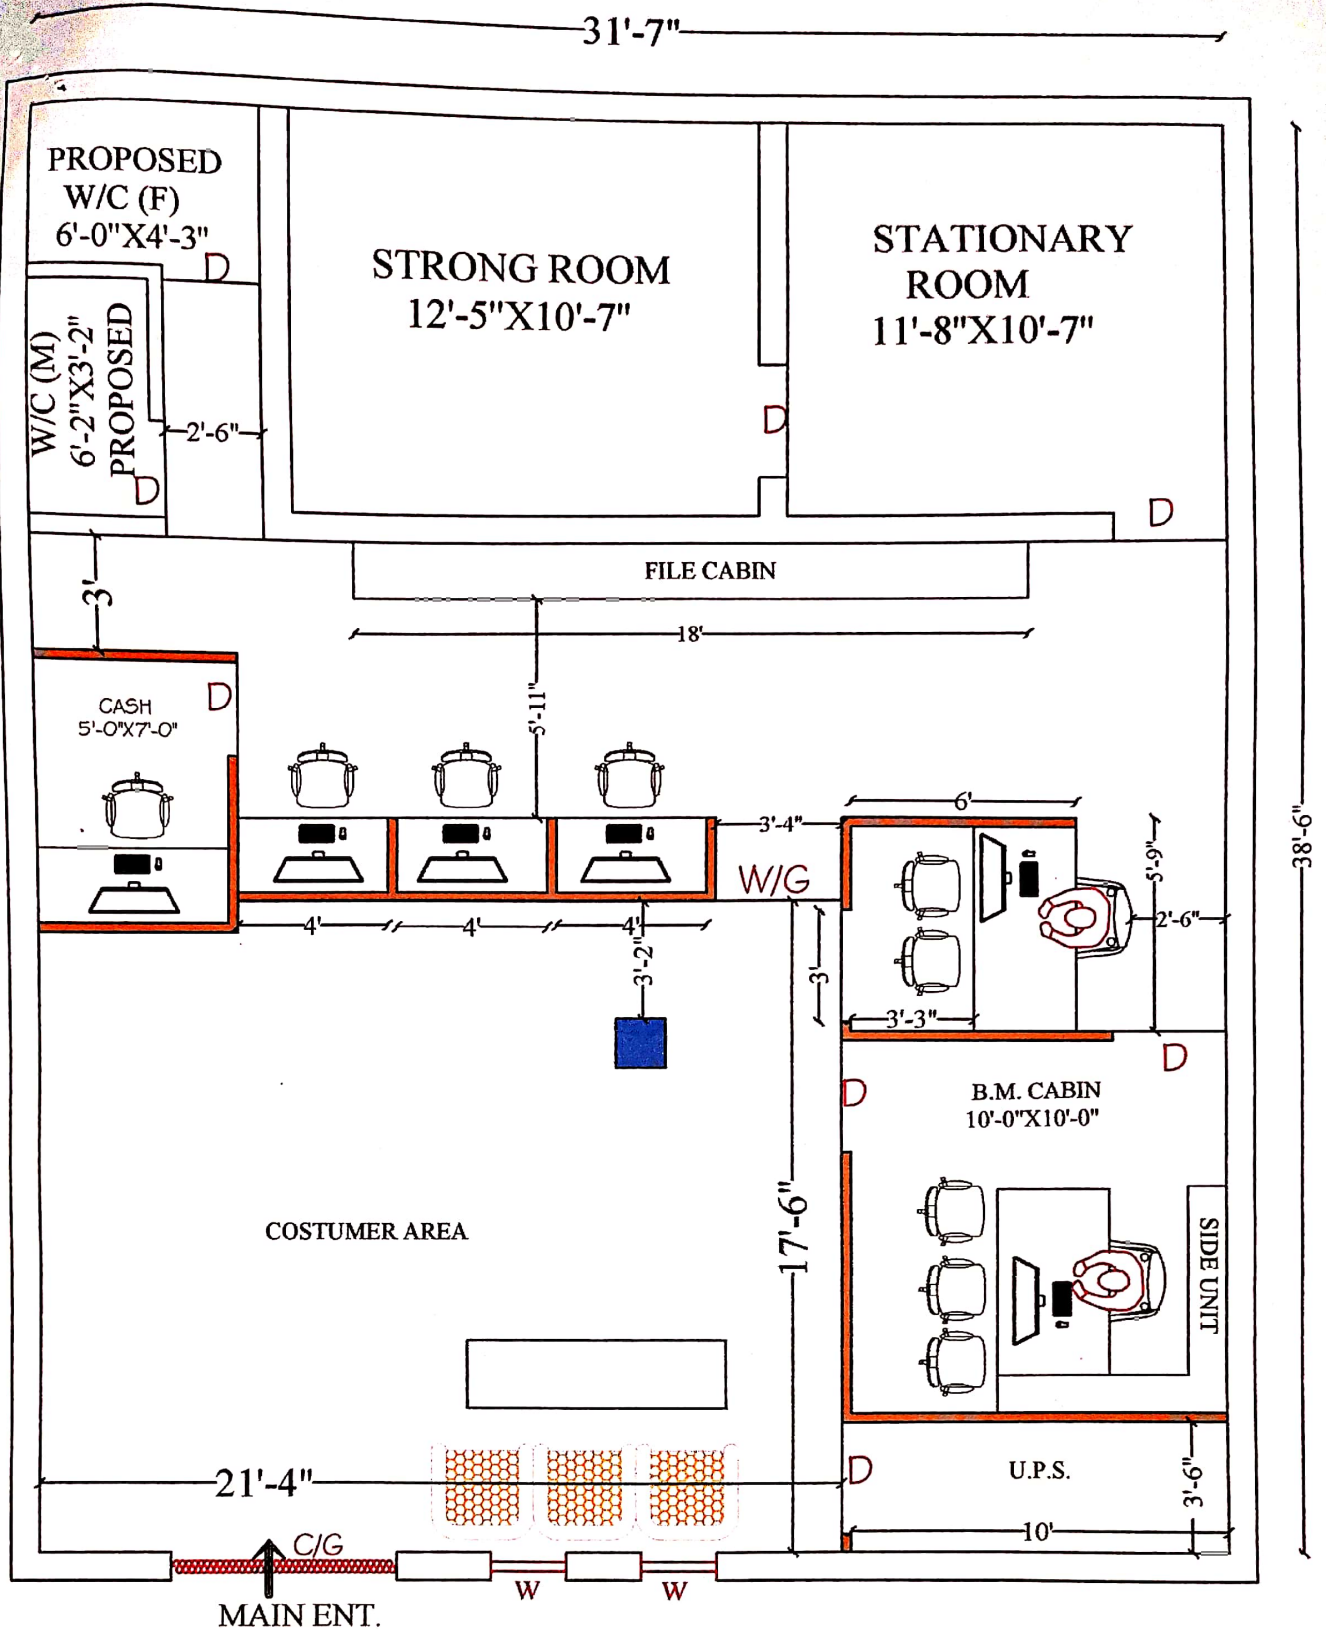 31'-7"
PROPOSED
W/C (F)
6'-0"X4'-3"
D
STRONG ROOM
12'-5"X10'-7"
STATIONARY
ROOM
11'-8"X10'-7"
W/C (M)
6'-2"X3'-2"
PROPOSED
D
2'-6"
D
D
FILE CABIN
3'
18'
5'-11"
CASH
5'-0"X7'-0"
D
38'-6"
3'-4"
W/G
6'
5'-9"
2'-6"
4'
4'
4'
3'-2"
3'
3'-3"
D
D
B.M. CABIN
10'-0"X10'-0"
17'-6"
COSTUMER AREA
SIDE UNIT
21'-4"
D
U.P.S.
3'-6"
10'
C/G
W
W
MAIN ENT.